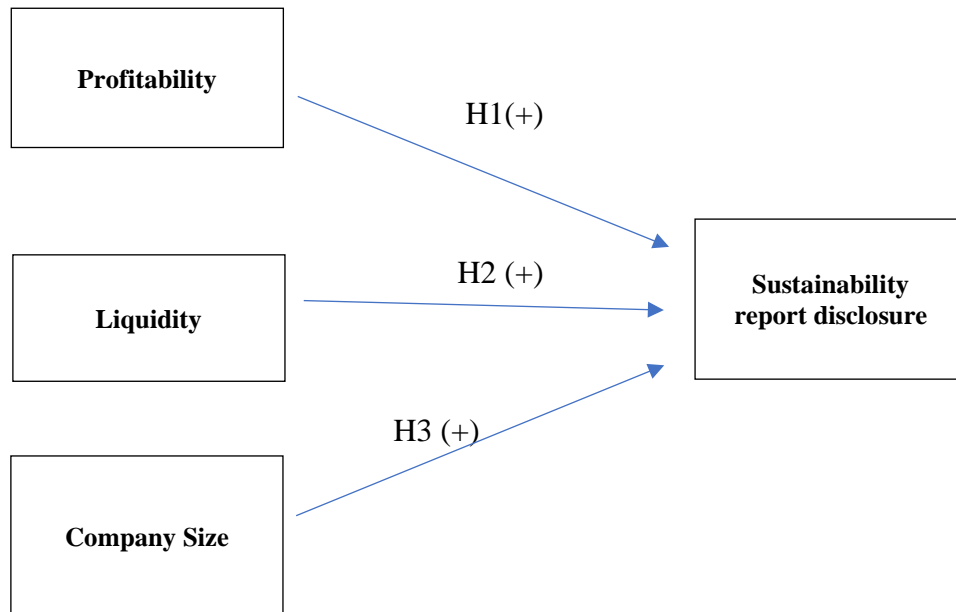 Profitability
H1(+)
Liquidity
H2 (+)
Sustainability
report disclosure
H3 (+)
Company Size